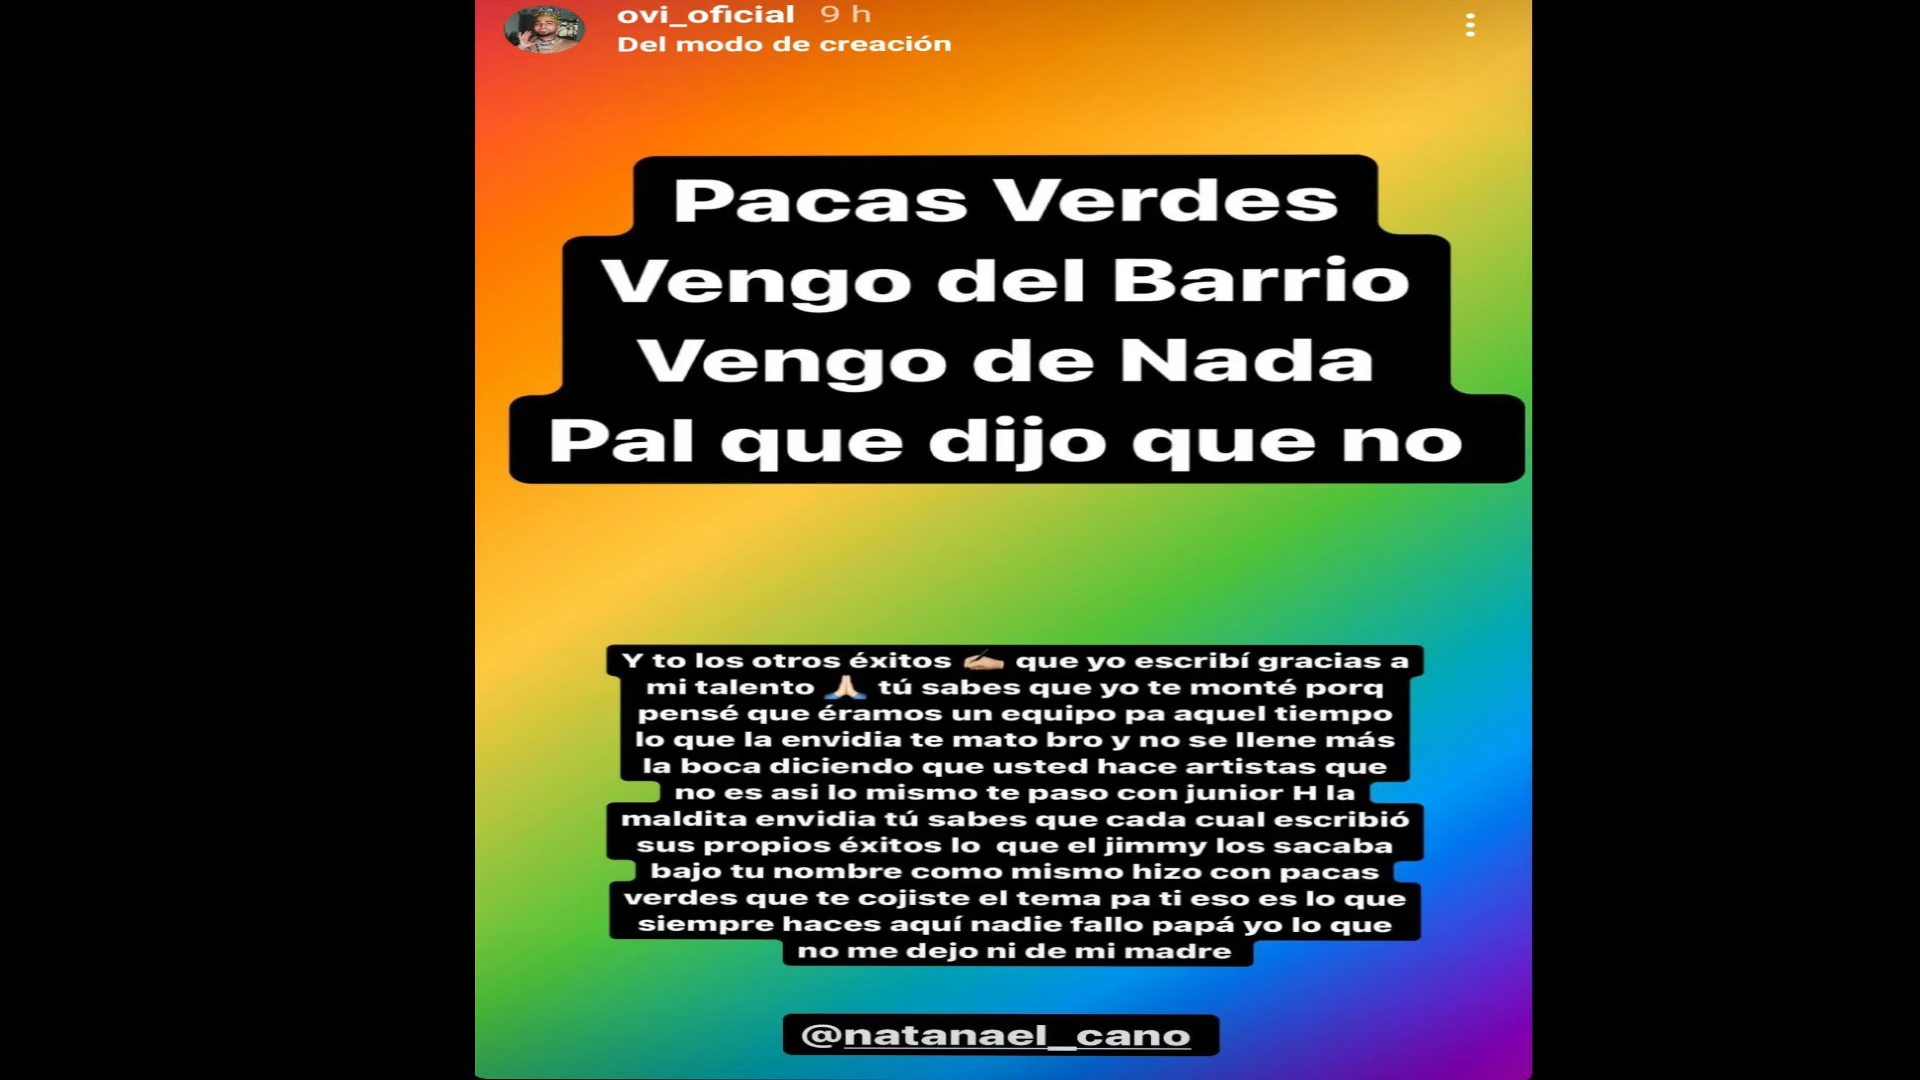 ovi_oficial 9 h
Del modo de creación
Pacas Verdes
Vengo del Barrio
Vengo de Nada
Pal que dijo que no
Y to los otros éxitos ✍🏼 que yo escribí gracias a
mi talento 🙏🏻 tú sabes que yo te monté porq
pensé que éramos un equipo pa aquel tiempo
lo que la envidia te mato bro y no se llene más
la boca diciendo que usted hace artistas que
no es asi lo mismo te paso con junior H la
maldita envidia tú sabes que cada cual escribió
sus propios éxitos lo que el jimmy los sacaba
bajo tu nombre como mismo hizo con pacas
verdes que te cojiste el tema pa ti eso es lo que
siempre haces aquí nadie fallo papá yo lo que
no me dejo ni de mi madre
@natanael_cano